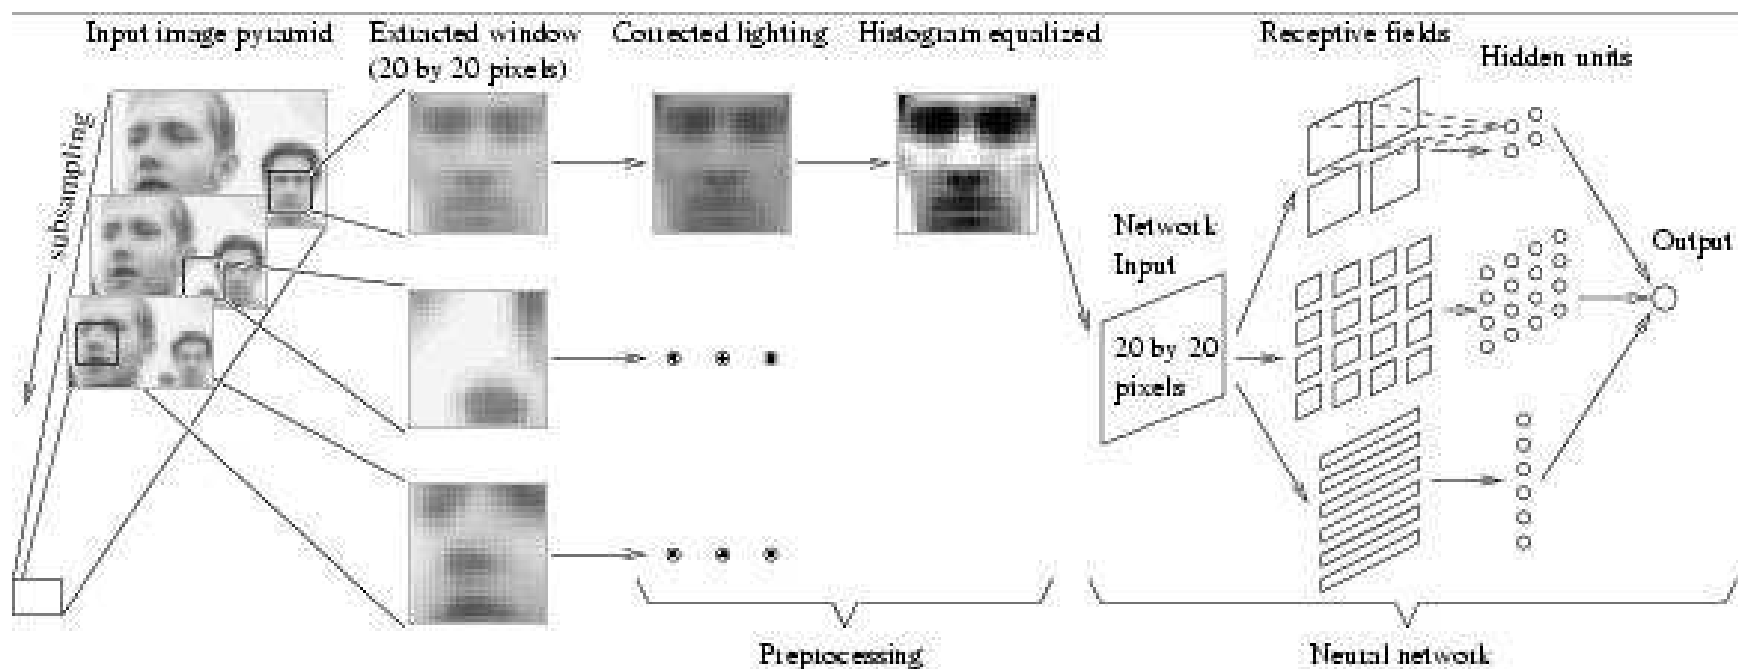 Input image pyramid
Extracted window
(20 by 20 pixels)
Corrected lighting
Histogram equalized
Receptive fields
Hidden units
subsampling
Network
Input
Output
20 by 20
pixels
Preprocessing
Neural network